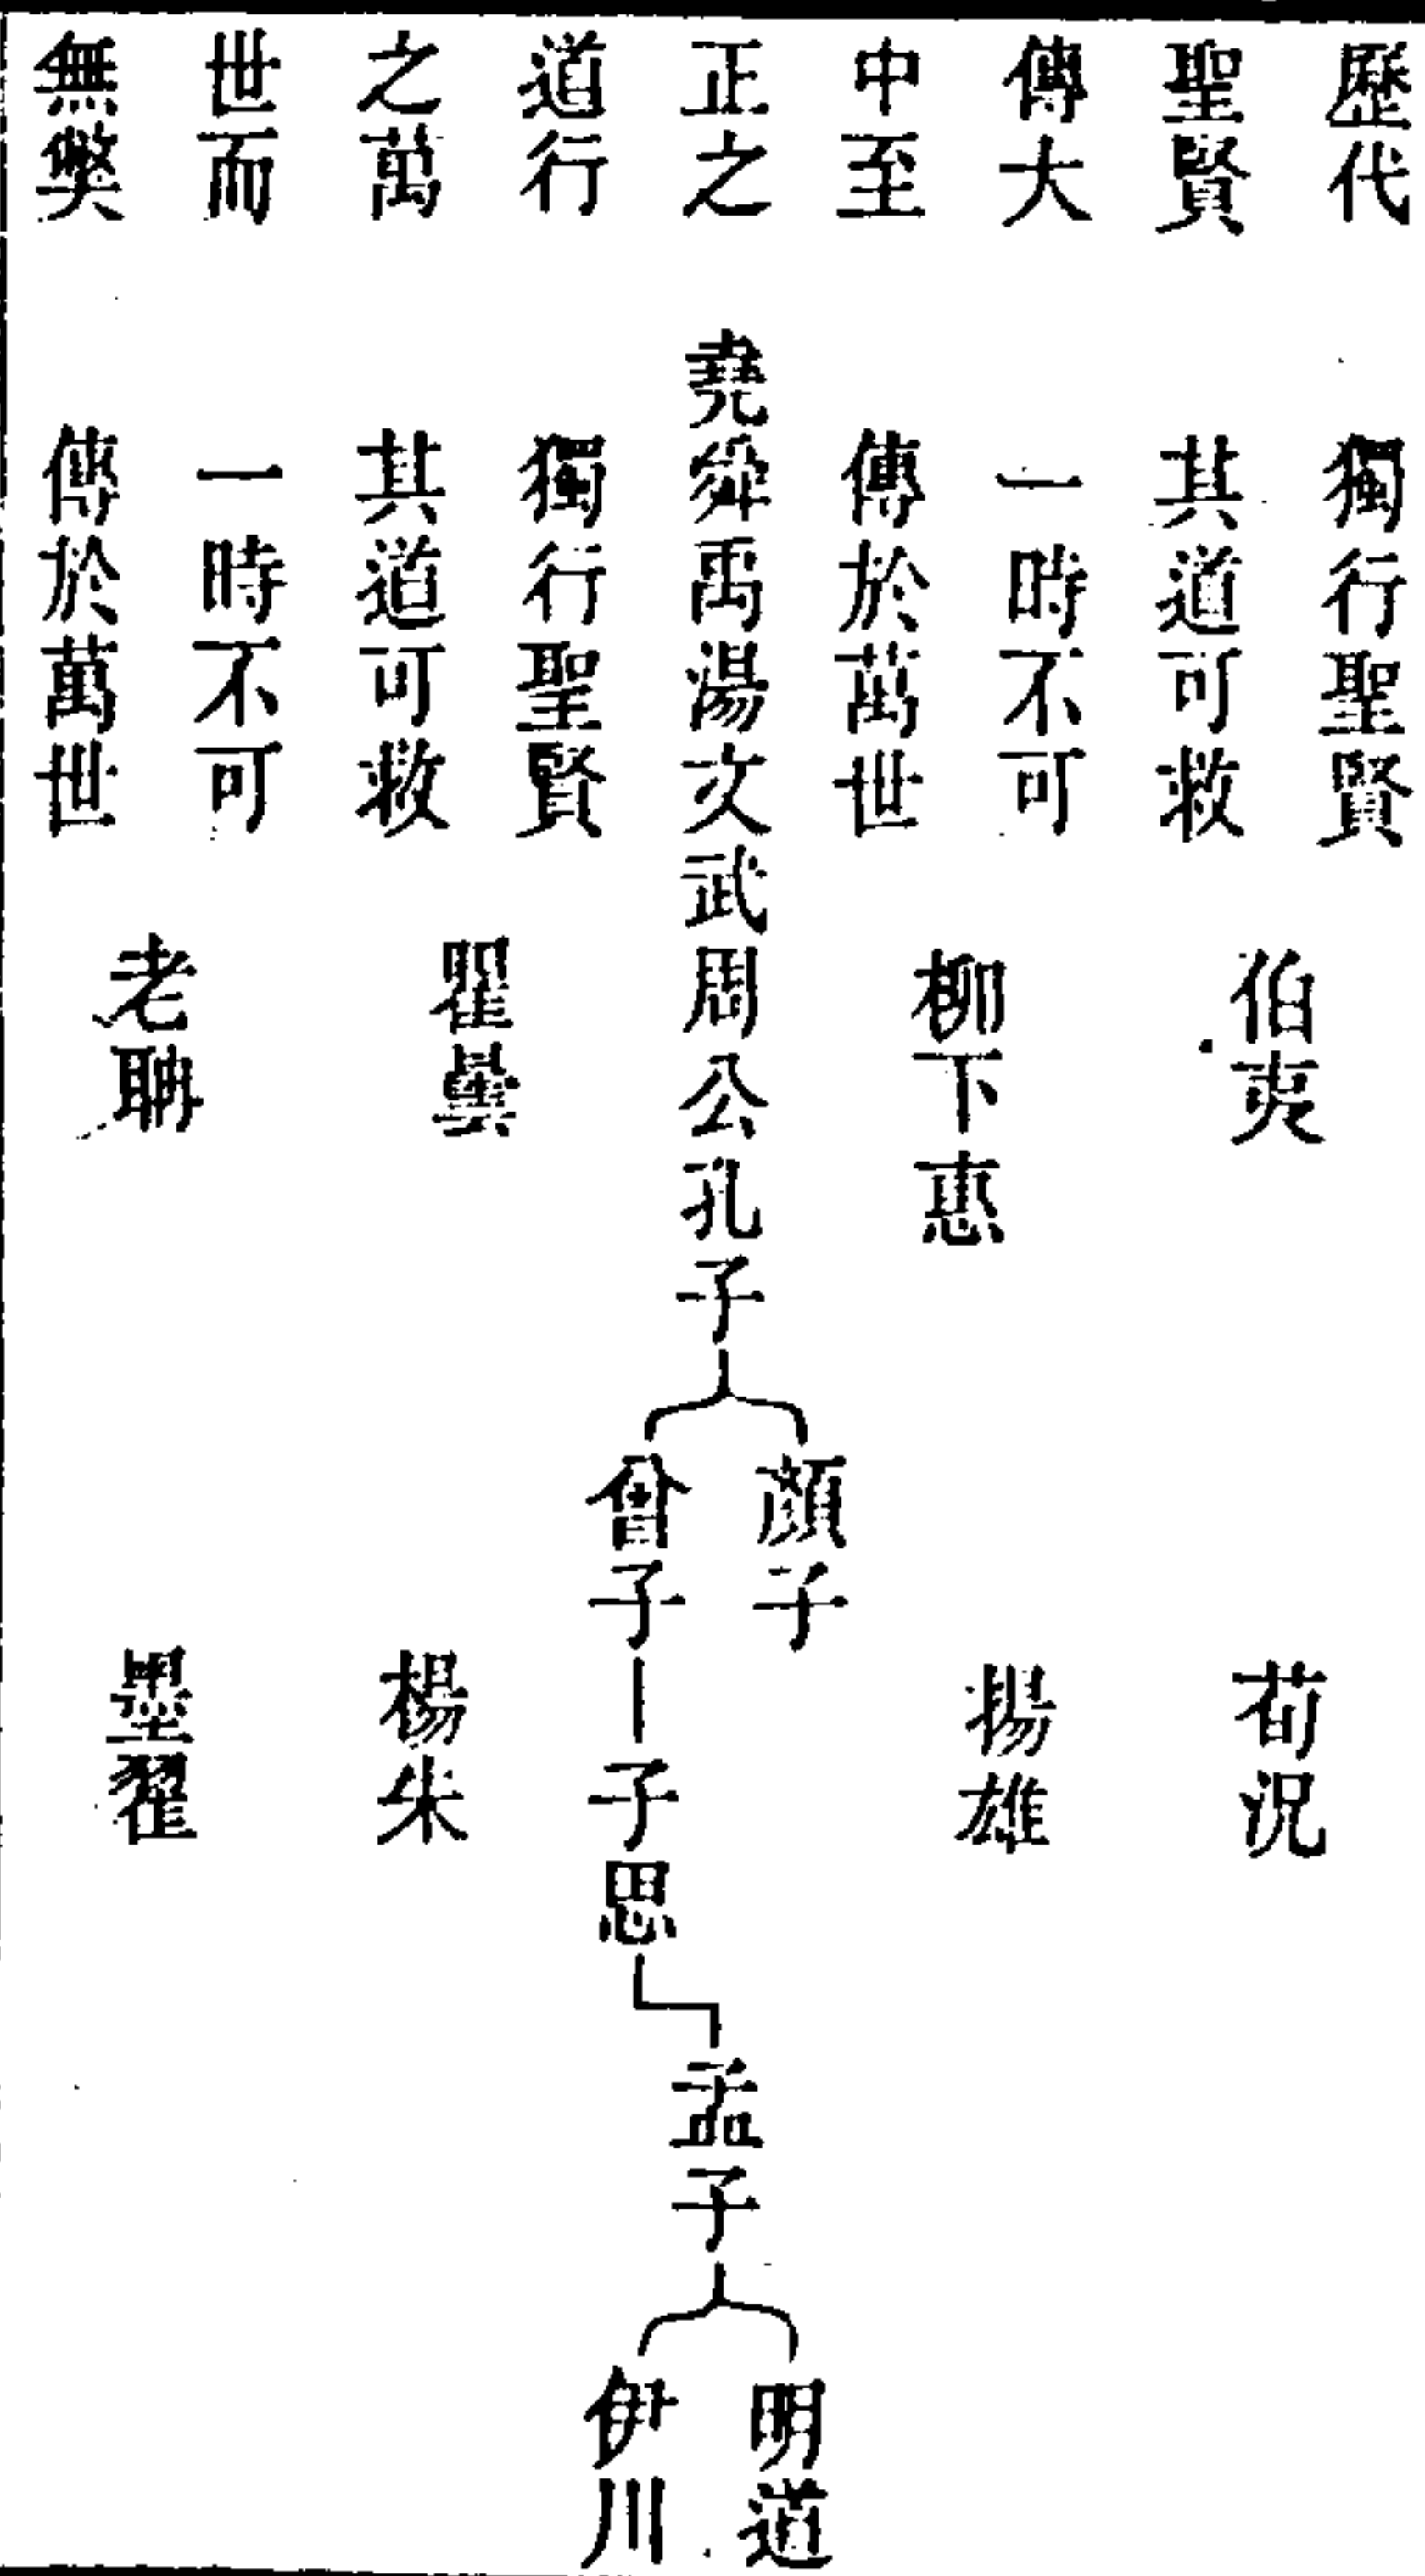 歷代
聖賢
傳大
中至
正之
道行
之萬
世而
無獘
獨行聖賢
其道可救
一時不可
傳於萬世
堯舜禹湯文武周公孔子
獨行聖賢
其道可救
一時不可
傳於萬世
伯夷
柳下惠
瞿曇
老聃
顏子
曾子
子思
荀況
揚雄
楊朱
墨翟
孟子
明道
伊川